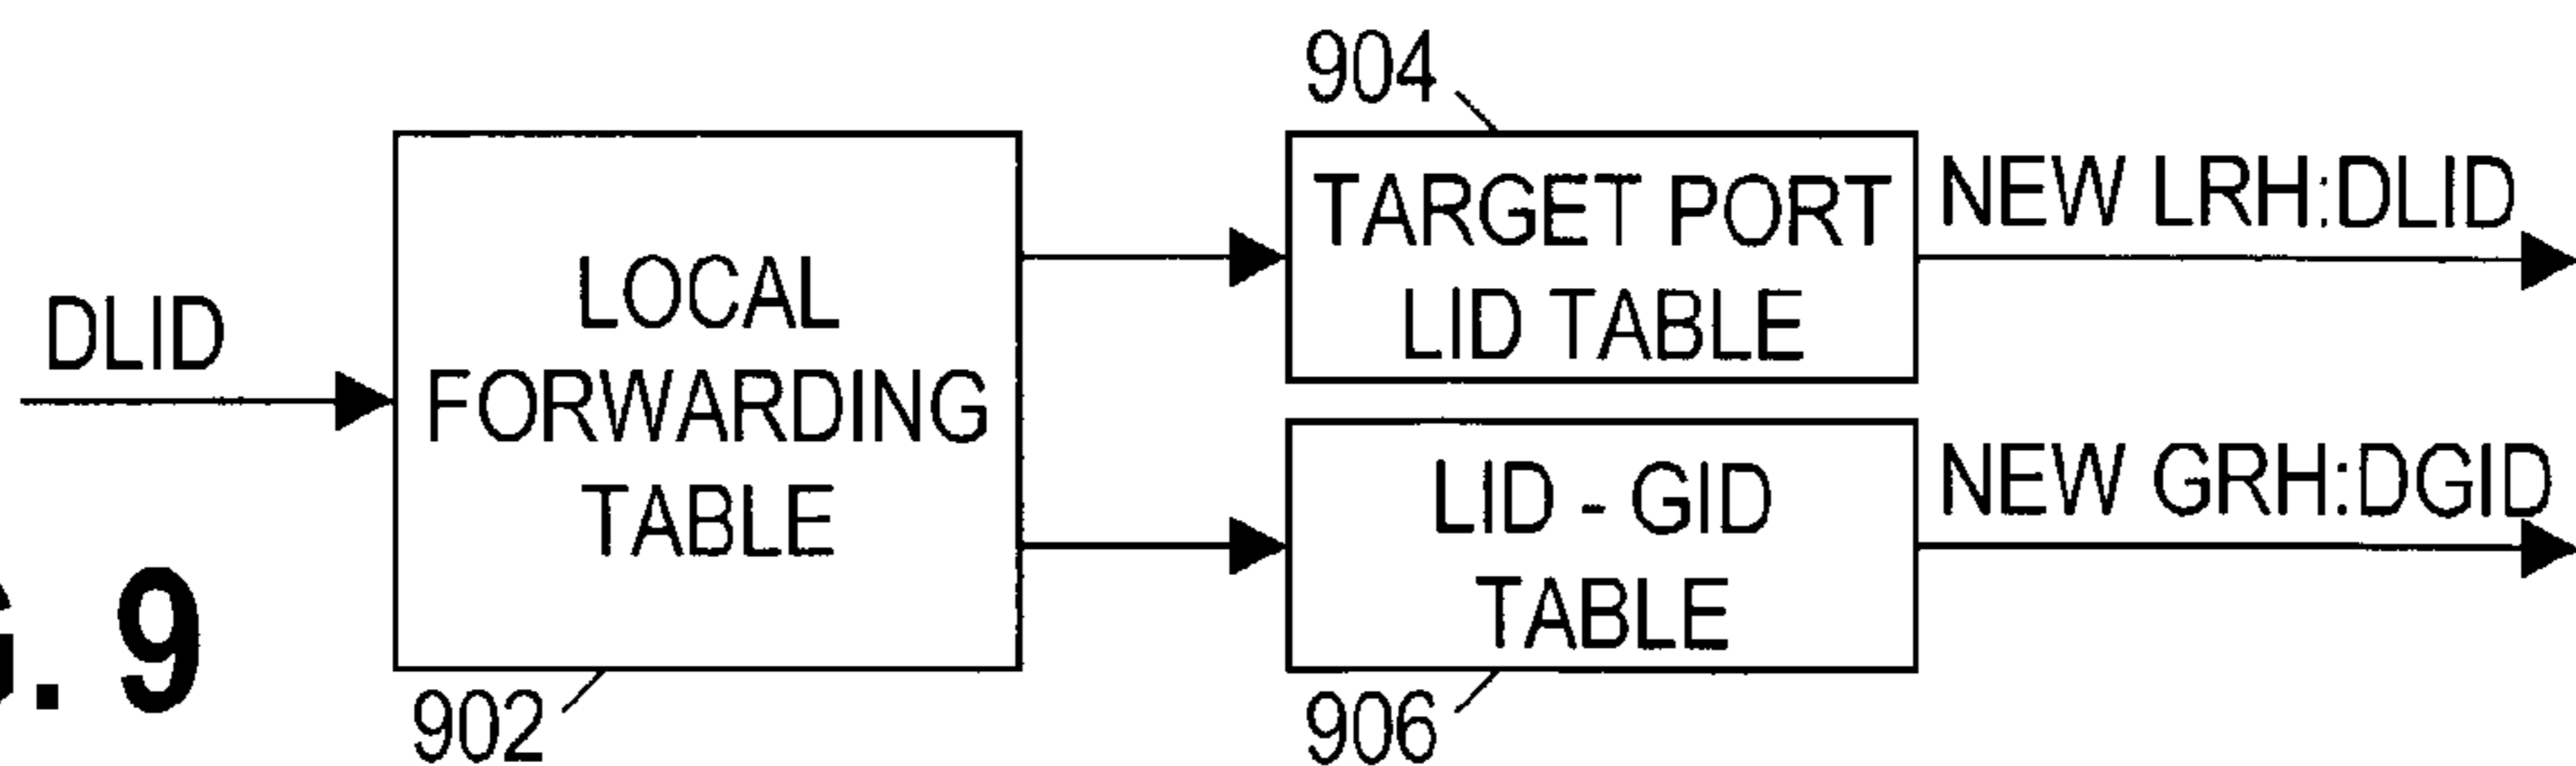 904
TARGET PORT
LID TABLE
NEW LRH:DLID
DLID
LOCAL
FORWARDING
TABLE
LID - GID
TABLE
NEW GRH:DGID
G. 9
902
906